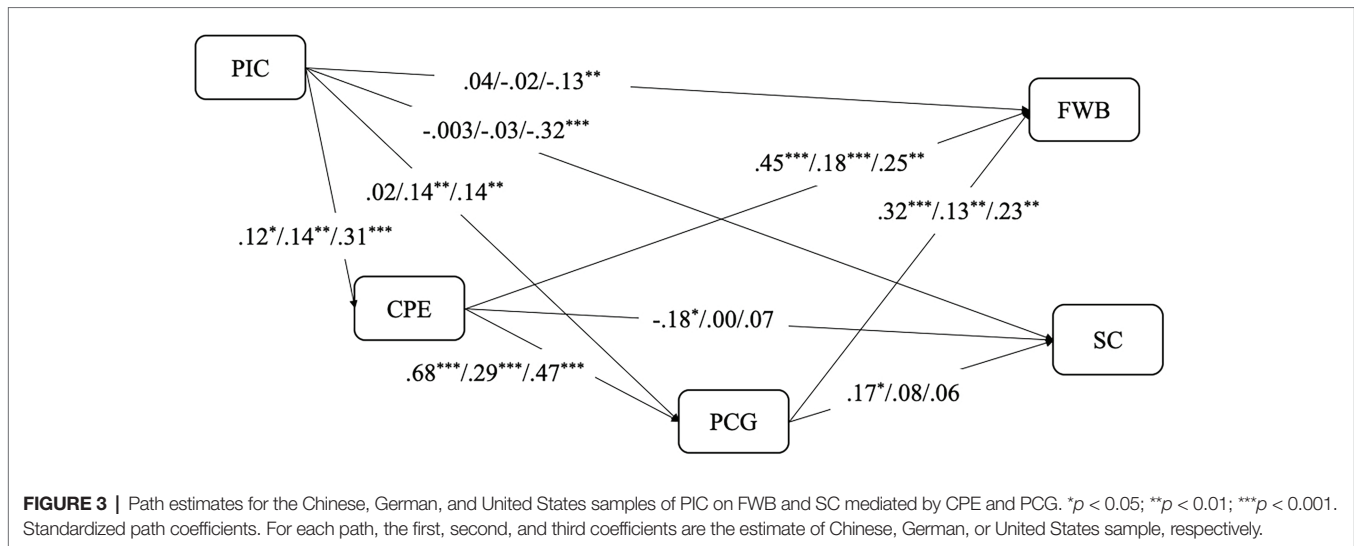 PIC
.04/-.02/-.13**
FWB
-.003/-.03/-.32***
.45***/.18***/.25**
.02/.14**/.14**
.32***/.13**/.23**
.12*/.14**/.31***
CPE
-.18*/.00/.07
SC
.68***/.29***/.47***
.17*/.08/.06
PCG
FIGURE 3 | Path estimates for the Chinese, German, and United States samples of PIC on FWB and SC mediated by CPE and PCG. *p < 0.05; **p < 0.01; ***p < 0.001.
Standardized path coefficients. For each path, the first, second, and third coefficients are the estimate of Chinese, German, or United States sample, respectively.